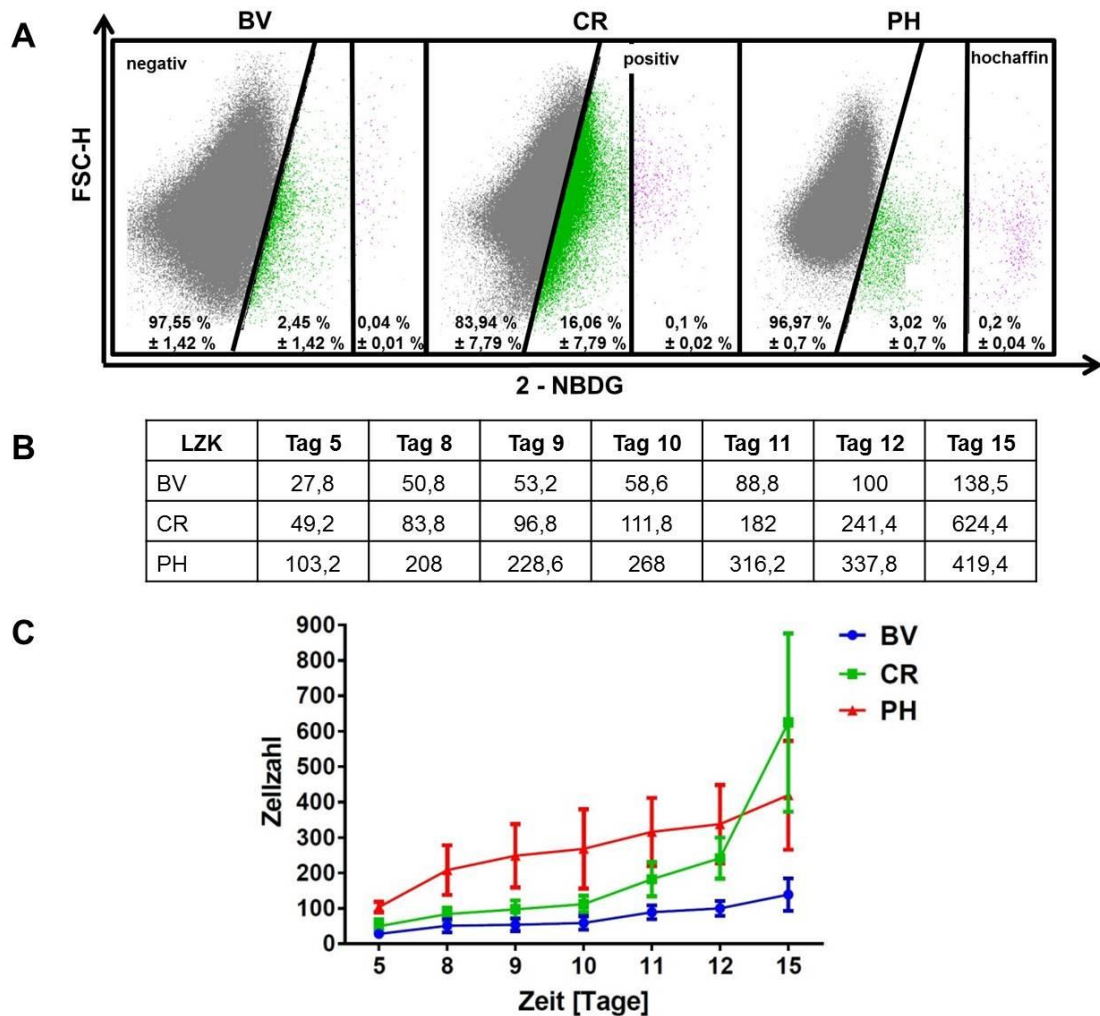 A
BV CR PH
negativ positiv hochaffin
FSC-H
97,55 % 2,45 % 0,04 % 83,94 % 16,06 % 0,1 % 96,97 % 3,02 % 0,2 %
± 1,42 % ± 1,42 % ± 0,01 % ± 7,79 % ± 7,79 % ± 0,02 % ± 0,7 % ± 0,7 % ± 0,04 %
2 - NBDG
B
LZK Tag 5 Tag 8 Tag 9 Tag 10 Tag 11 Tag 12 Tag 15
BV 27,8 50,8 53,2 58,6 88,8 100 138,5
CR 49,2 83,8 96,8 111,8 182 241,4 624,4
PH 103,2 208 228,6 268 316,2 337,8 419,4
C
900
800
700
600
500
400
300
200
100
0
Zellzahl
5 8 9 10 11 12 15
Zeit [Tage]
BV
CR
PH